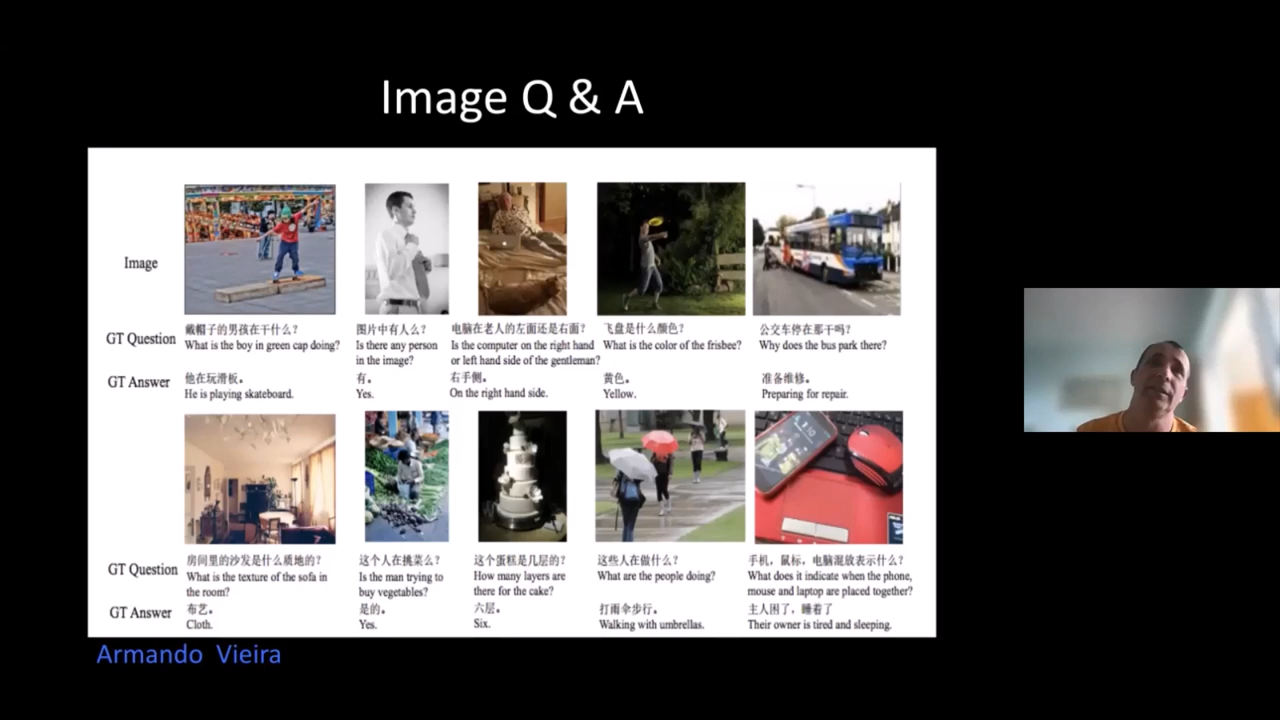 Image Q & A
Image
GT Question
戴帽子的男孩在干什么？
What is the boy in green cap doing?
图片中有人么？
Is there any person
in the image?
电脑在老人的左面还是右面？
Is the computer on the right hand
or left hand side of the gentleman?
飞盘是什么颜色？
What is the color of the frisbee?
公交车停在那干吗？
Why does the bus park there?
GT Answer
他在玩滑板。
He is playing skateboard.
有。
Yes.
右手侧。
On the right hand side.
黄色。
Yellow.
准备维修。
Preparing for repair.
GT Question
房间里的沙发是什么质地的？
What is the texture of the sofa in
the room?
这个人在挑菜么？
Is the man trying to
buy vegetables?
这个蛋糕是几层的？
How many layers are
there for the cake?
这些人在做什么？
What are the people doing?
手机，鼠标，电脑混放表示什么？
What does it indicate when the phone,
mouse and laptop are placed together?
GT Answer
布艺。
Cloth.
是的。
Yes.
六层。
Six.
打雨伞步行。
Walking with umbrellas.
主人困了，睡着了
Their owner is tired and sleeping.
Armando Vieira